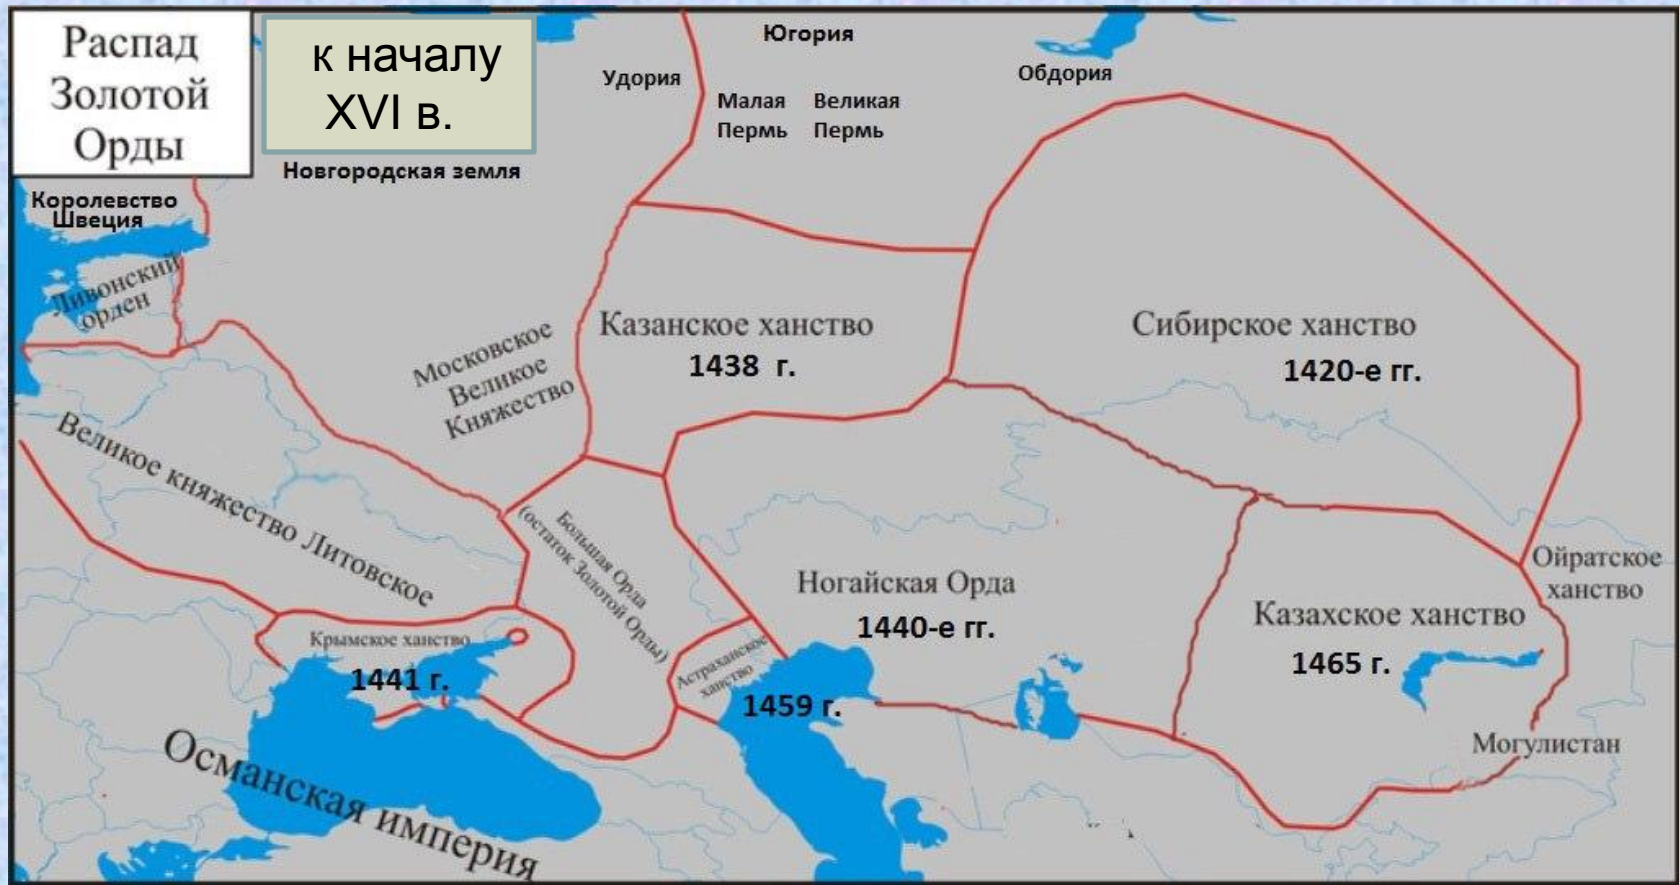 Распад
Золотой
Орды
к началу
XVI в.
Югория
Удория
Обдория
Малая
Пермь
Великая
Пермь
Новгородская земля
Королевство
Швеция
Ливонский
орден
Московское
Великое
Княжество
Казанское ханство
1438 г.
Сибирское ханство
1420-е гг.
Великое княжество Литовское
Большая Орда
(остаток Золотой Орды)
Ногайская Орда
1440-е гг.
Ойратское
ханство
Казахское ханство
1465 г.
Крымское ханство
1441 г.
Астраханское
ханство
1459 г.
Могулистан
Османская империя